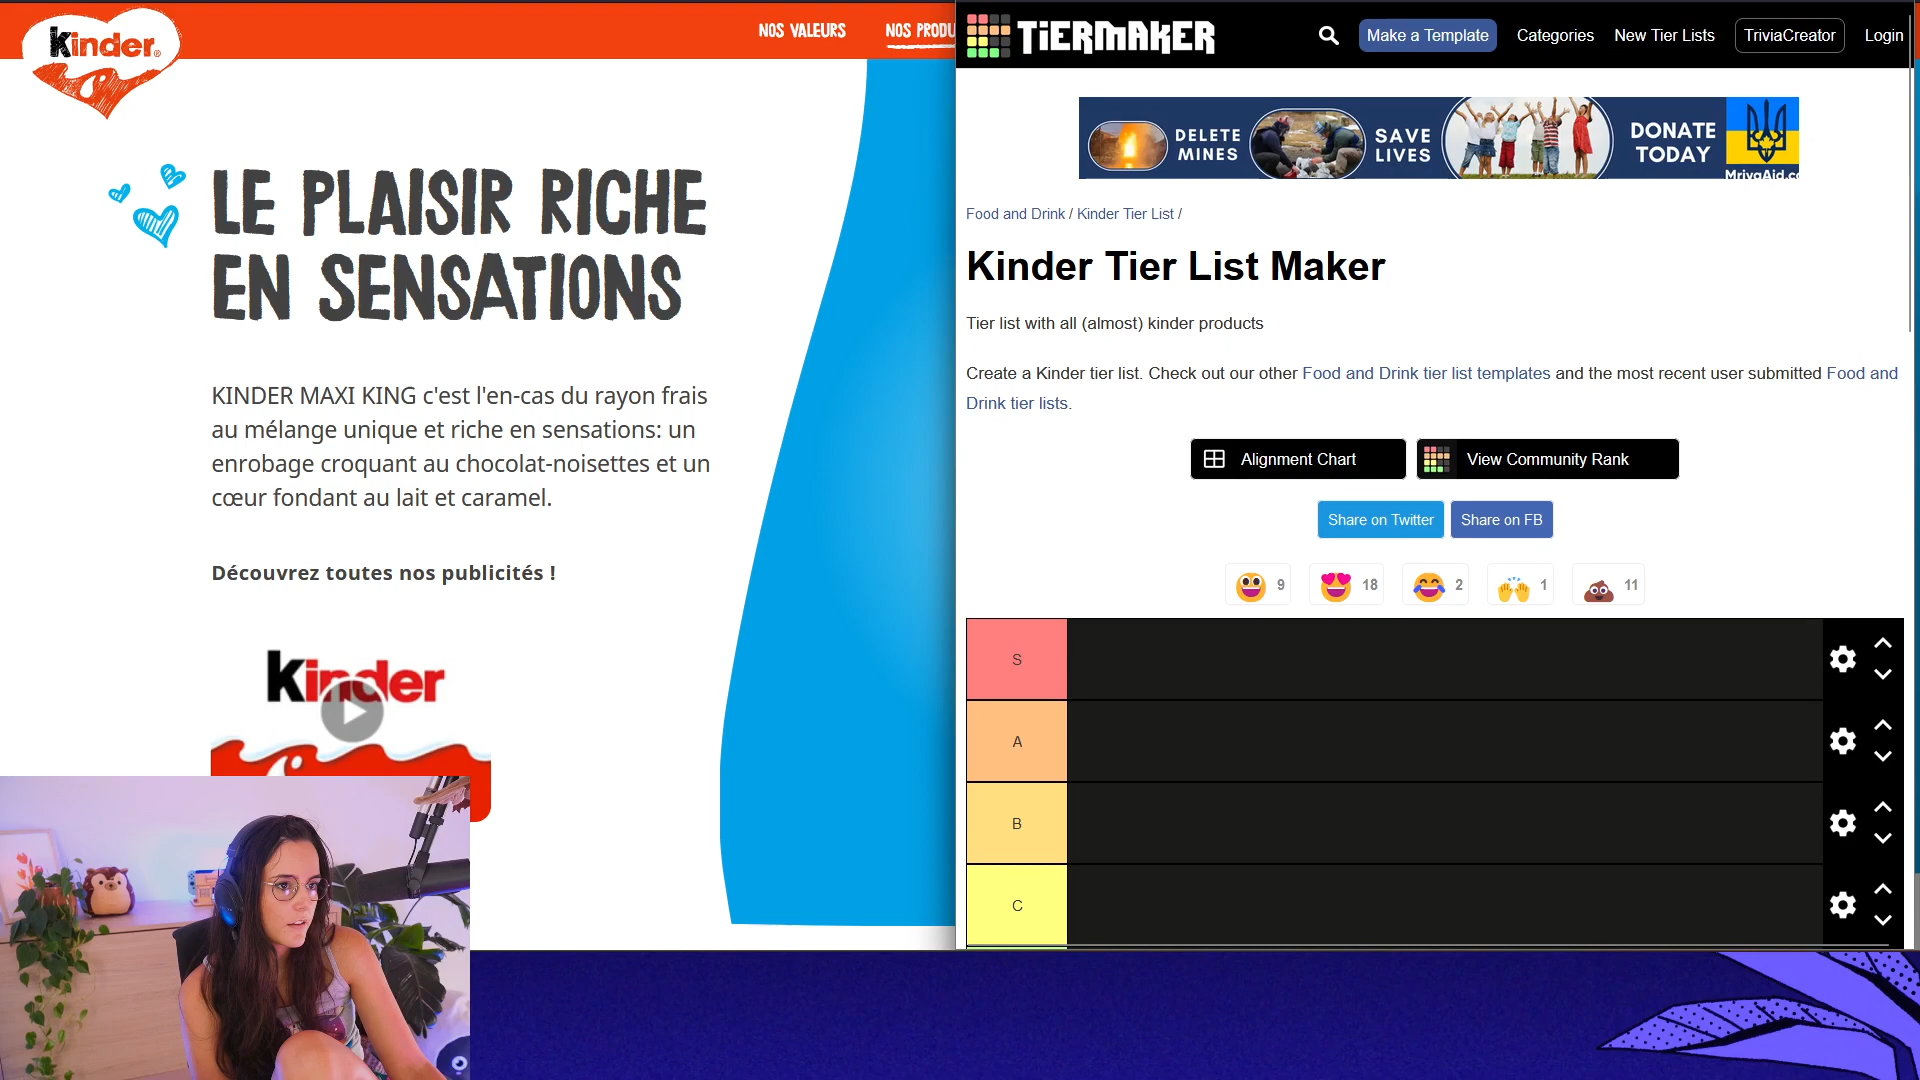 kinder
NOS VALEURS
NOS PRODU
LE PLAISIR RICHE
EN SENSATIONS
KINDER MAXI KING c'est l'en-cas du rayon frais
au mélange unique et riche en sensations: un
enrobage croquant au chocolat-noisettes et un
cœur fondant au lait et caramel.
Découvrez toutes nos publicités !
kinder
TiERMAKER
Make a Template
Categories
New Tier Lists
TriviaCreator
Login
DELETE
MINES
SAVE
LIVES
DONATE
TODAY
MriyaAid.c
Food and Drink / Kinder Tier List /
Kinder Tier List Maker
Tier list with all (almost) kinder products
Create a Kinder tier list. Check out our other Food and Drink tier list templates and the most recent user submitted Food and
Drink tier lists.
Alignment Chart
View Community Rank
Share on Twitter
Share on FB
9
18
2
1
11
S
A
B
C